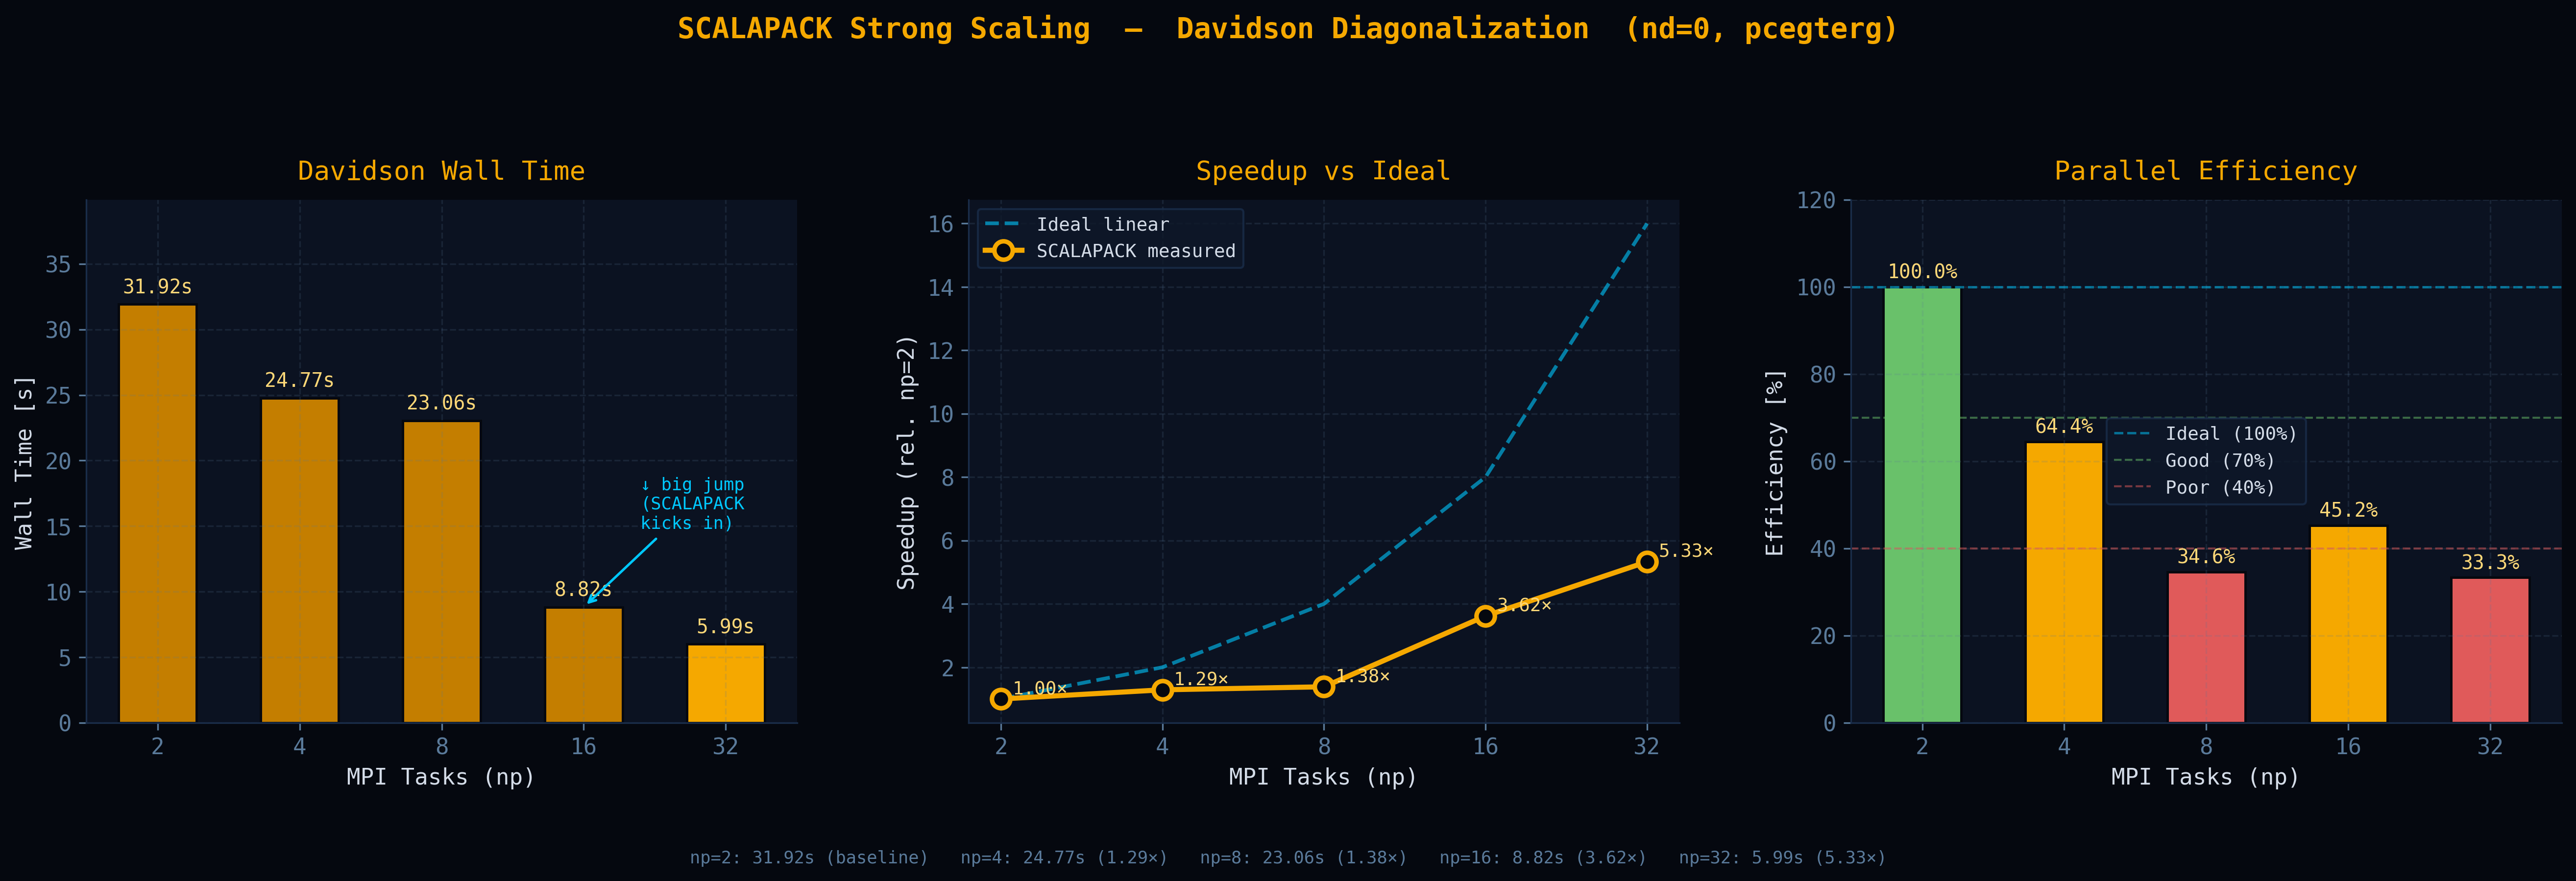 SCALAPACK Strong Scaling — Davidson Diagonalization (nd=0, pcegterg)
Davidson Wall Time
Wall Time [s]
35
30
25
20
15
10
5
0
31.92s
24.77s
23.06s
8.82s
5.99s
↓ big jump
(SCALAPACK
kicks in)
2
4
8
16
32
MPI Tasks (np)
Speedup vs Ideal
Speedup (rel. np=2)
16
14
12
10
8
6
4
2
Ideal linear
SCALAPACK measured
1.00×
1.29×
1.38×
3.62×
5.33×
2
4
8
16
32
MPI Tasks (np)
Parallel Efficiency
Efficiency [%]
120
100
80
60
40
20
0
100.0%
64.4%
34.6%
45.2%
33.3%
Ideal (100%)
Good (70%)
Poor (40%)
2
4
8
16
32
MPI Tasks (np)
np=2: 31.92s (baseline) np=4: 24.77s (1.29×) np=8: 23.06s (1.38×) np=16: 8.82s (3.62×) np=32: 5.99s (5.33×)